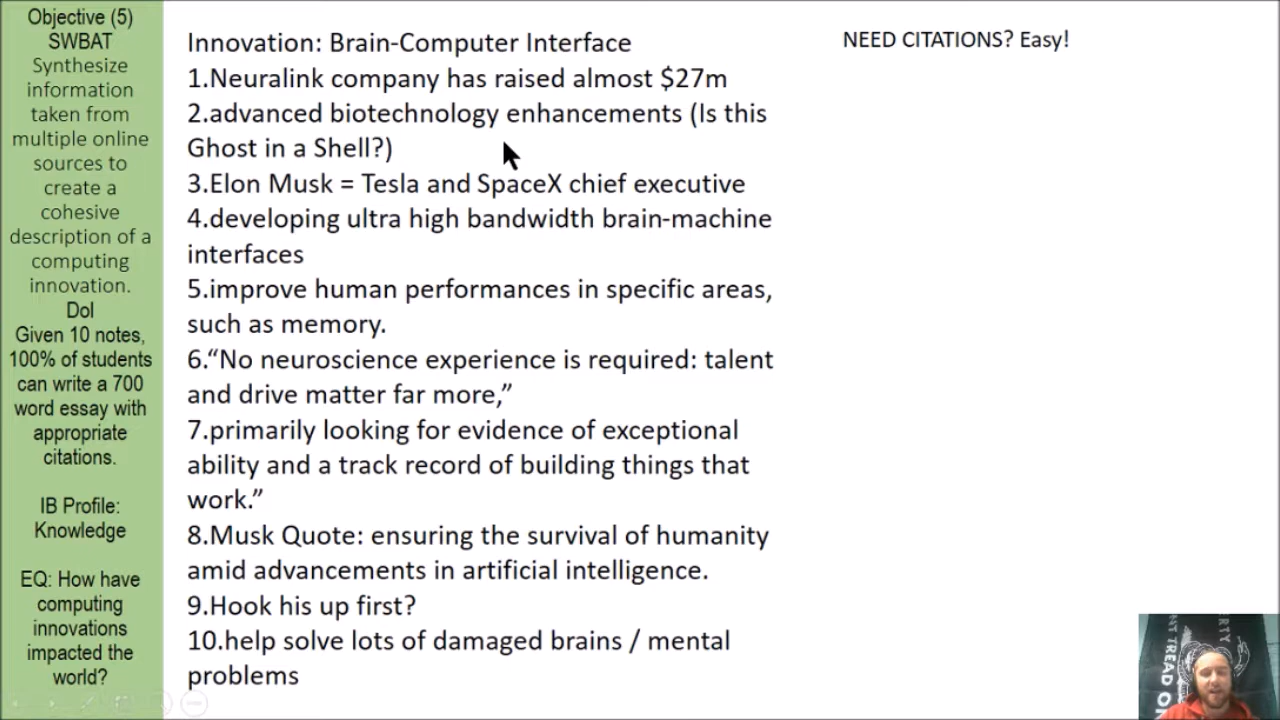 Objective (5)
SWBAT
Synthesize
information
taken from
multiple online
sources to
create a
cohesive
description of a
computing
innovation.
DoI
Given 10 notes,
100% of students
can write a 700
word essay with
appropriate
citations.
IB Profile:
Knowledge
EQ: How have
computing
innovations
impacted the
world?
Innovation: Brain-Computer Interface
1.Neuralink company has raised almost $27m
2.advanced biotechnology enhancements (Is this
Ghost in a Shell?)
3.Elon Musk = Tesla and SpaceX chief executive
4.developing ultra high bandwidth brain-machine
interfaces
5.improve human performances in specific areas,
such as memory.
6.“No neuroscience experience is required: talent
and drive matter far more,”
7.primarily looking for evidence of exceptional
ability and a track record of building things that
work.”
8.Musk Quote: ensuring the survival of humanity
amid advancements in artificial intelligence.
9.Hook his up first?
10.help solve lots of damaged brains / mental
problems
NEED CITATIONS? Easy!
ERTY
NT TREAD ON